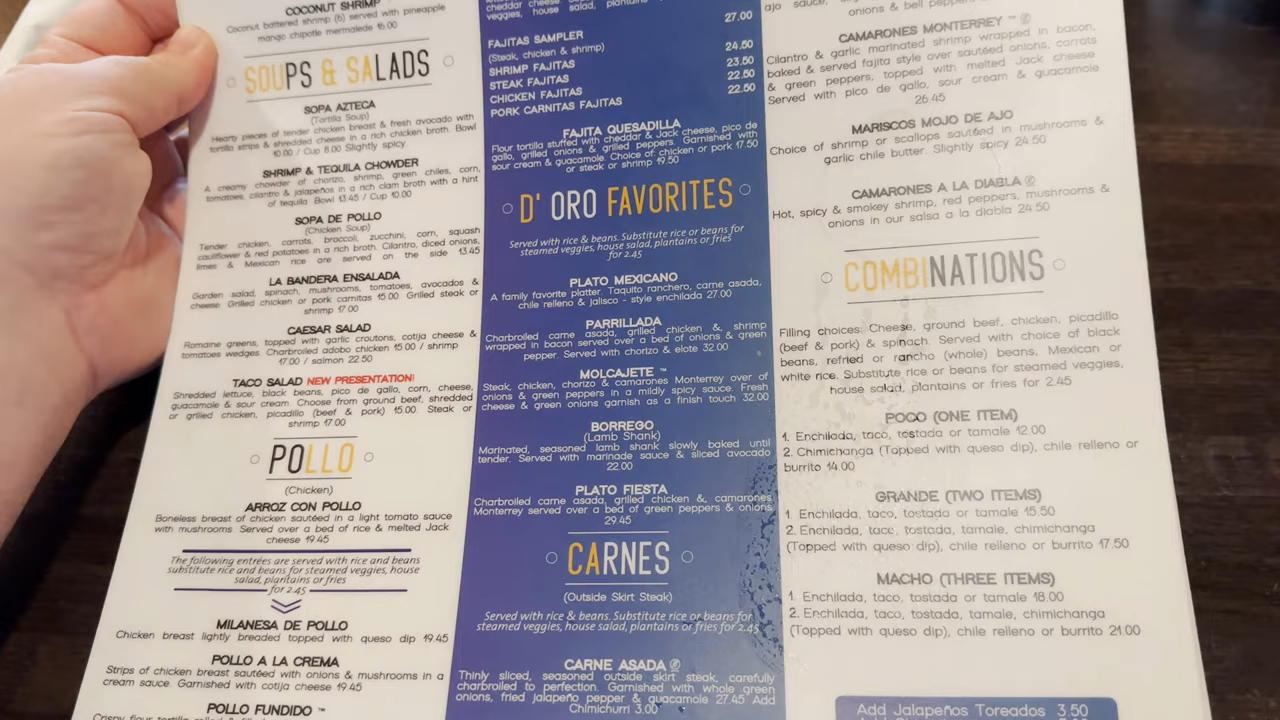 COCONUT SHRIMP
Coconut battered shrimp (6) served with pineapple
mango chipotle mermelade 16.00
SOUPS & SALADS
SOPA AZTECA
(Tortilla Soup)
Hearty pieces of tender chicken breast & fresh avocado with
tortilla strips & shredded cheese in a rich chicken broth. Bowl
10.00 / Cup 8.00 Slightly spicy.
SHRIMP & TEQUILA CHOWDER
A creamy chowder of chorizo, shrimp, green chiles, corn,
tomatoes, cilantro & jalapeños in a rich clam broth with a hint
of tequila Bowl 13.45 / Cup 10.00
SOPA DE POLLO
(Chicken Soup)
Tender chicken, carrots, broccoli, zucchini, corn, squash
cauliflower & red potatoes in a rich broth. Cilantro, diced onions,
limes & Mexican rice are served on the side 13.45
LA BANDERA ENSALADA
Garden salad, spinach, mushrooms, tomatoes, avocados &
cheese. Grilled chicken or pork carnitas 15.00 Grilled steak or
shrimp 17.00
CAESAR SALAD
Romaine greens, topped with garlic croutons, cotija cheese &
tomatoes wedges. Charbroiled adobo chicken 15.00 / shrimp
17.00 / salmon 22.50
TACO SALAD NEW PRESENTATION!
Shredded lettuce, black beans, pico de gallo, corn, cheese,
guacamole & sour cream. Choose from ground beef, shredded
or grilled chicken, picadillo (beef & pork) 15.00. Steak or
shrimp 17.00
POLLO
(Chicken)
ARROZ CON POLLO
Boneless breast of chicken sautéed in a light tomato sauce
with mushrooms. Served over a bed of rice & melted Jack
cheese 19.45
The following entrées are served with rice and beans
substitute rice and beans for steamed veggies, house
salad, plantains or fries
for 2.45
MILANESA DE POLLO
Chicken breast lightly breaded topped with queso dip 19.45
POLLO A LA CREMA
Strips of chicken breast sautéed with onions & mushrooms in a
cream sauce. Garnished with cotija cheese 19.45
POLLO FUNDIDO ™
cheddar cheese.
veggies, house salad, plantains
27.00
FAJITAS SAMPLER
(Steak, chicken & shrimp) 24.50
SHRIMP FAJITAS 23.50
STEAK FAJITAS 22.50
CHICKEN FAJITAS 22.50
PORK CARNITAS FAJITAS
FAJITA QUESADILLA
Flour tortilla stuffed with cheddar & Jack cheese, pico de
gallo, grilled onions & grilled peppers. Garnished with
sour cream & guacamole. Choice of: chicken or pork 17.50
or steak or shrimp 19.50
D' ORO FAVORITES
Served with rice & beans. Substitute rice or beans for
steamed veggies, house salad, plantains or fries
for 2.45
PLATO MEXICANO
A family favorite platter. Taquito ranchero, carne asada,
chile relleno & jalisco - style enchilada 27.00
PARRILLADA
Charbroiled carne asada, grilled chicken &, shrimp
wrapped in bacon served over a bed of onions & green
pepper. Served with chorizo & elote 32.00
MOLCAJETE ™
Steak, chicken, chorizo & camarones Monterrey over of
onions & green peppers in a mildly spicy sauce. Fresh
cheese & green onions garnish as a finish touch 32.00
BORREGO
(Lamb Shank)
Marinated, seasoned lamb shank slowly baked until
tender. Served with marinade sauce & sliced avocado
22.00
PLATO FIESTA
Charbroiled carne asada, grilled chicken &, camarones
Monterrey served over a bed of green peppers & onions
29.45
CARNES
(Outside Skirt Steak)
Served with rice & beans. Substitute rice or beans for
steamed veggies, house salad, plantains or fries for 2.45
CARNE ASADA
Thinly sliced, seasoned outside skirt steak, carefully
charbroiled to perfection. Garnished with whole green
onions, fried jalapeño pepper & guacamole 27.45 Add
Chimichurri 3.00
ajo sauce,
onions & bell
CAMARONES MONTERREY ™
Cilantro & garlic marinated shrimp wrapped in bacon,
baked & served fajita style over sautéed onions, carrots
& green peppers, topped with melted Jack cheese
Served with pico de gallo, sour cream & guacamole
26.45
MARISCOS MOJO DE AJO
Choice of shrimp or scallops sautéed in mushrooms &
garlic chile butter. Slightly spicy 24.50
CAMARONES A LA DIABLA
Hot, spicy & smokey shrimp, red peppers, mushrooms &
onions in our salsa a la diabla 24.50
COMBINATIONS
Filling choices: Cheese, ground beef, chicken, picadillo
(beef & pork) & spinach. Served with choice of black
beans, refried or rancho (whole) beans, Mexican or
white rice. Substitute rice or beans for steamed veggies,
house salad, plantains or fries for 2.45
POCO (ONE ITEM)
1. Enchilada, taco, tostada or tamale 12.00
2. Chimichanga (Topped with queso dip), chile relleno or
burrito 14.00
GRANDE (TWO ITEMS)
1. Enchilada, taco, tostada or tamale 15.50
2. Enchilada, taco, tostada, tamale, chimichanga
(Topped with queso dip), chile relleno or burrito 17.50
MACHO (THREE ITEMS)
1. Enchilada, taco, tostada or tamale 18.00
2. Enchilada, taco, tostada, tamale, chimichanga
(Topped with queso dip), chile relleno or burrito 21.00
Add Jalapeños Toreados 3.50